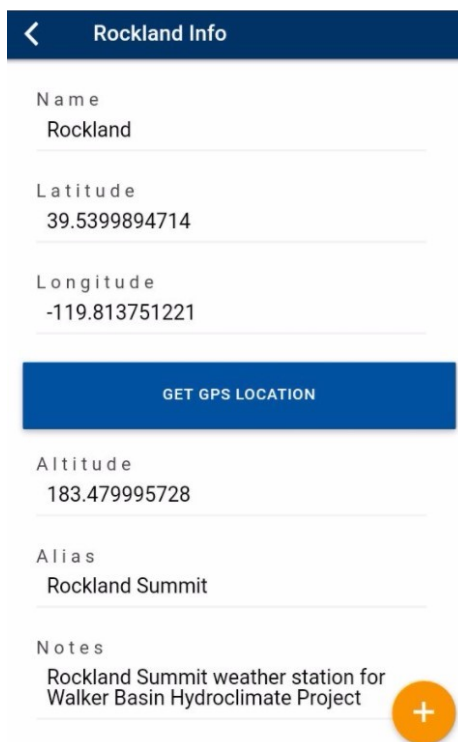 Rockland Info
Name
Rockland
Latitude
39.5399894714
Longitude
-119.813751221
GET GPS LOCATION
Altitude
183.479995728
Alias
Rockland Summit
Notes
Rockland Summit weather station for
Walker Basin Hydroclimate Project
+